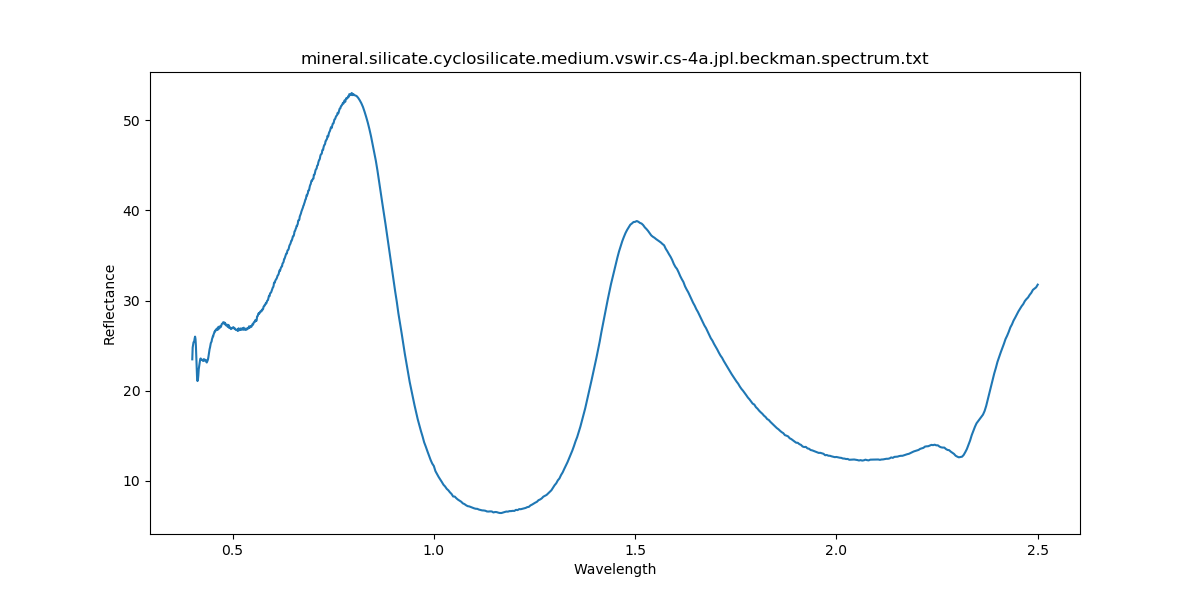 mineral.silicate.cyclosilicate.medium.vswir.cs-4a.jpl.beckman.spectrum.txt
50
40
30
20
10
Reflectance
0.5 1.0 1.5 2.0 2.5
Wavelength